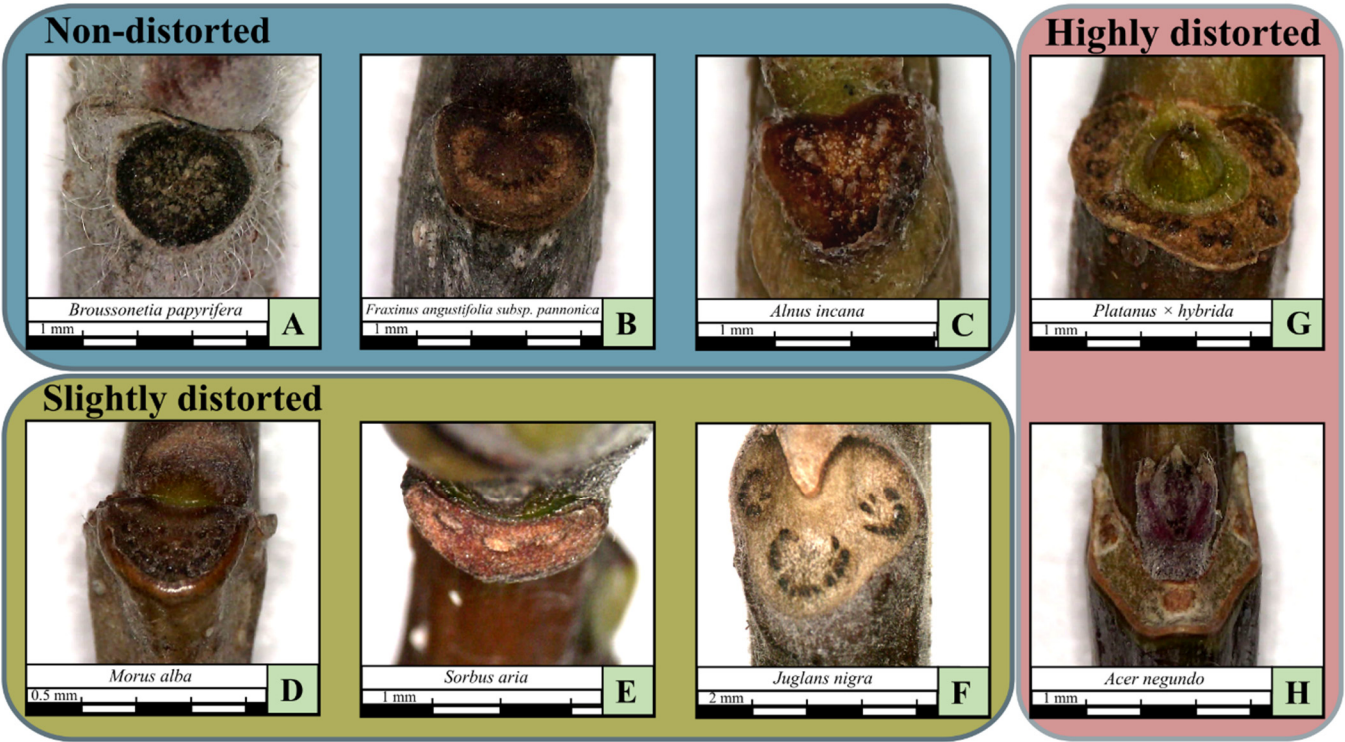 Non-distorted
Highly distorted
Broussonetia papyrifera
1 mm
A
Fraxinus angustifolia subsp. pannonica
1 mm
B
Alnus incana
1 mm
C
Platanus × hybrida
1 mm
G
Slightly distorted
Morus alba
0.5 mm
D
Sorbus aria
1 mm
E
Juglans nigra
2 mm
F
Acer negundo
1 mm
H